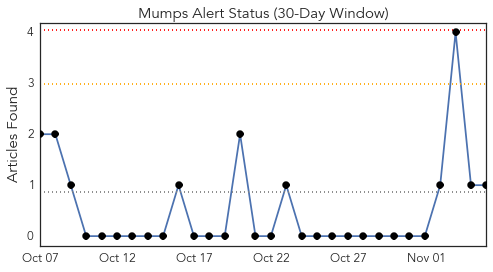 Mumps Alert Status (30-Day Window)
Articles Found
4
3
2
1
0
Oct 07
Oct 12
Oct 17
Oct 22
Oct 27
Nov 01